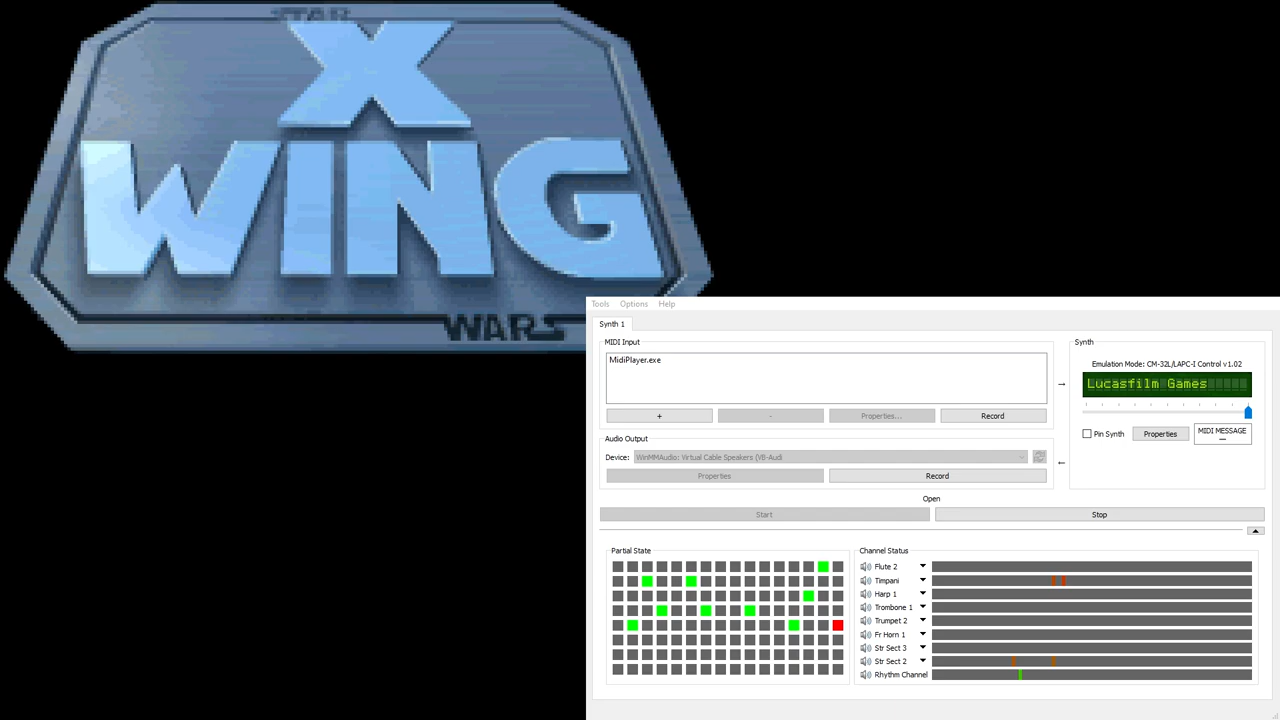 STAR
X
WING
WARS
Tools Options Help
Synth 1
MIDI Input
MidiPlayer.exe
+ - Properties... Record
Audio Output
Device: WinMMAudio: Virtual Cable Speakers (VB-Audi
Properties Record
Synth
Emulation Mode: CM-32L/LAPC-I Control v1.02
Lucasfilm Games
Pin Synth Properties MIDI MESSAGE
Open
Start Stop
Partial State
Channel Status
Flute 2
Timpani
Harp 1
Trombone 1
Trumpet 2
Fr Horn 1
Str Sect 3
Str Sect 2
Rhythm Channel